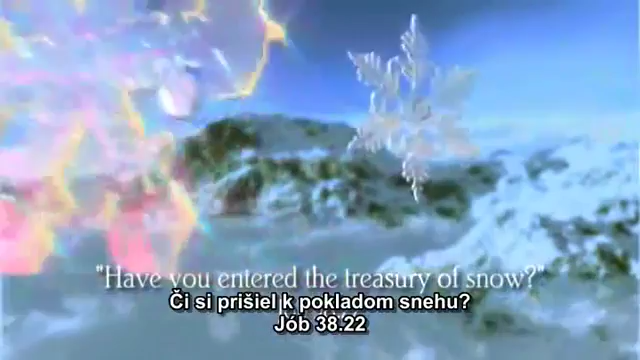 "Have you entered the treasury of snow?"
Či si prišiel k pokladom snehu?
Jób 38.22